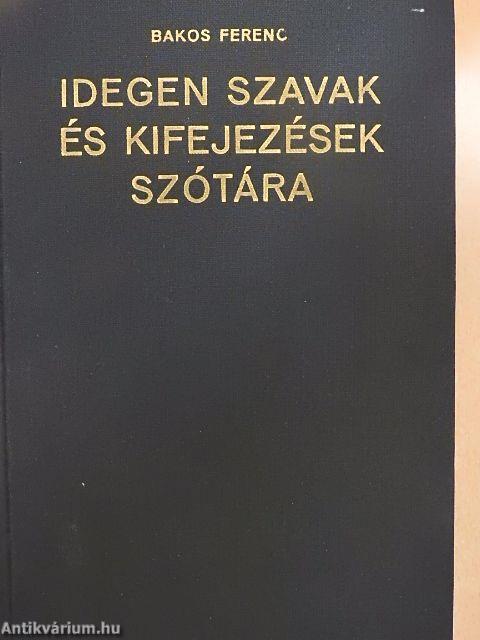 BAKOS FERENC
IDEGEN SZAVAK
ÉS KIFEJEZÉSEK
SZÓTÁRA
Antikvárium.hu